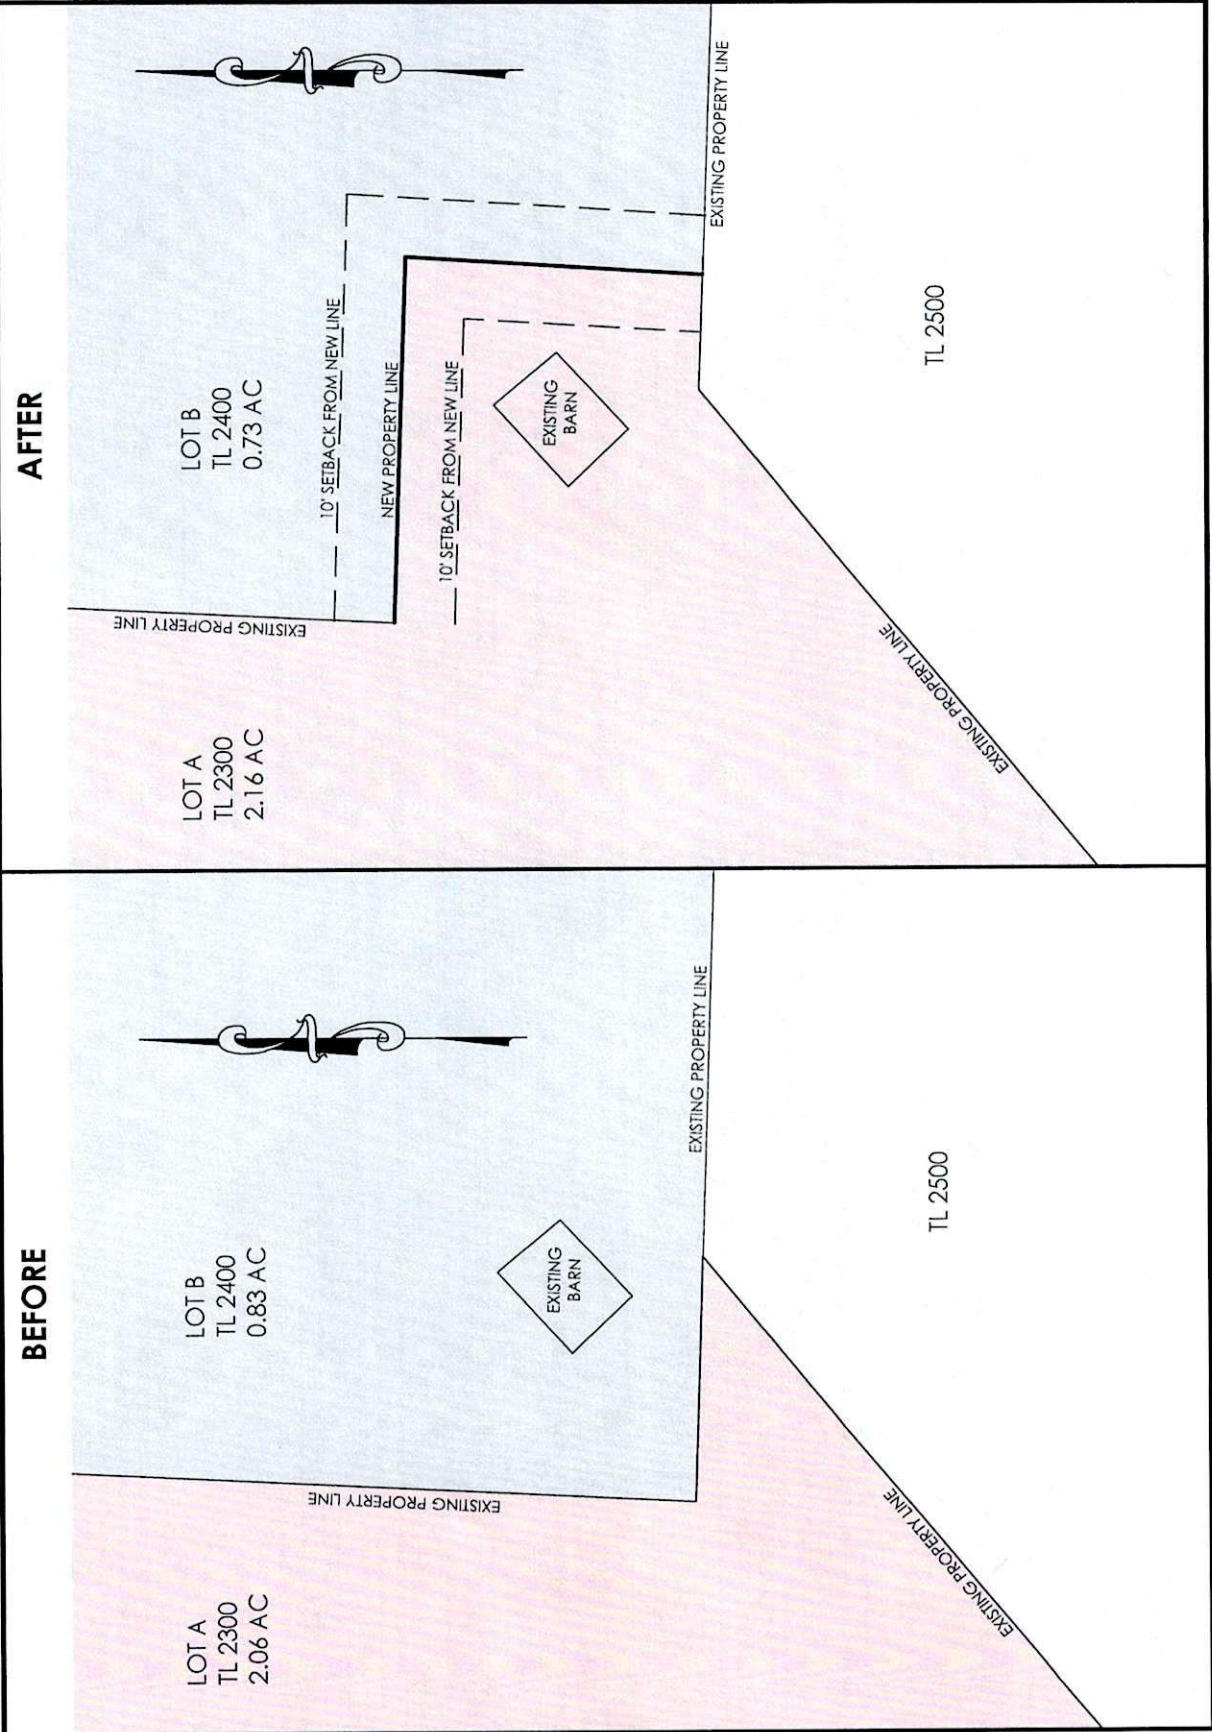 BEFORE
LOT A
TL 2300
2.06 AC
EXISTING PROPERTY LINE
LOT B
TL 2400
0.83 AC
EXISTING
BARN
EXISTING PROPERTY LINE
EXISTING PROPERTY LINE
TL 2500
AFTER
LOT A
TL 2300
2.16 AC
EXISTING PROPERTY LINE
LOT B
TL 2400
0.73 AC
10' SETBACK FROM NEW LINE
NEW PROPERTY LINE
10' SETBACK FROM NEW LINE
EXISTING
BARN
EXISTING PROPERTY LINE
EXISTING PROPERTY LINE
TL 2500